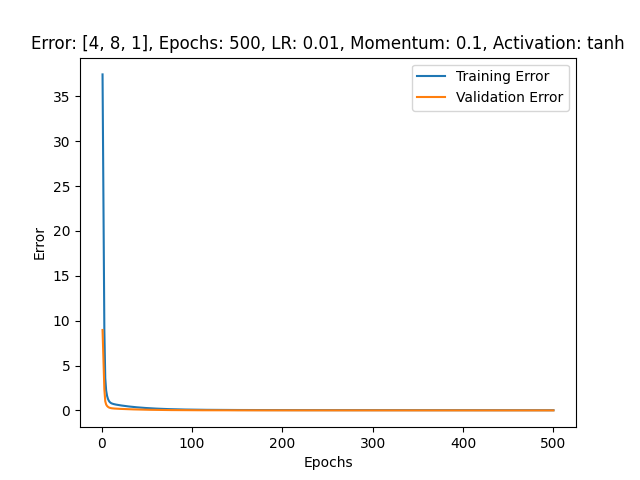 Error: [4, 8, 1], Epochs: 500, LR: 0.01, Momentum: 0.1, Activation: tanh
Training Error
Validation Error
35
30
25
20
15
10
5
0
Error
0 100 200 300 400 500
Epochs